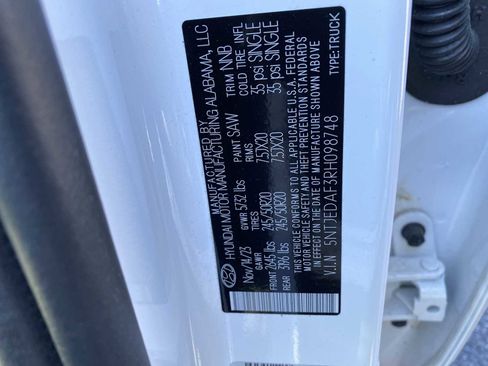 MANUFACTURED BY
HYUNDAI MOTOR MANUFACTURING ALABAMA, LLC
Nov/14/23 GVWR 5732 lbs PAINT SAW TRIM NNB
GAWR TIRES RIMS COLD TIRE INFL
FRONT 2645 lbs 245/50R20 7.5JX20 35 psi SINGLE
REAR 3196 lbs 245/50R20 7.5JX20 35 psi SINGLE
THIS VEHICLE CONFORMS TO ALL APPLICABLE U.S.A. FEDERAL
MOTOR VEHICLE SAFETY, AND THEFT PREVENTION STANDARDS
IN EFFECT ON THE DATE OF MANUFACTURE SHOWN ABOVE
V.I.N 5NTJEDAF3RH098748 TYPE:TRUCK